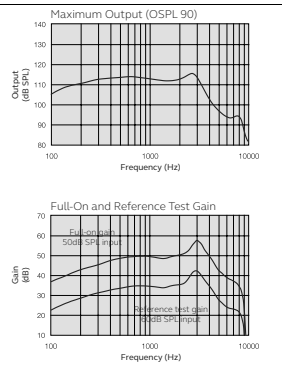 Maximum Output (OSPL 90)
140
130
120
110
100
90
80
Output
(dB SPL)
100
1000
10000
Frequency (Hz)
Full-On and Reference Test Gain
70
60
50
40
30
20
10
Gain
(dB)
Full-on gain
50dB SPL input
Reference test gain
60dB SPL input
100
1000
10000
Frequency (Hz)